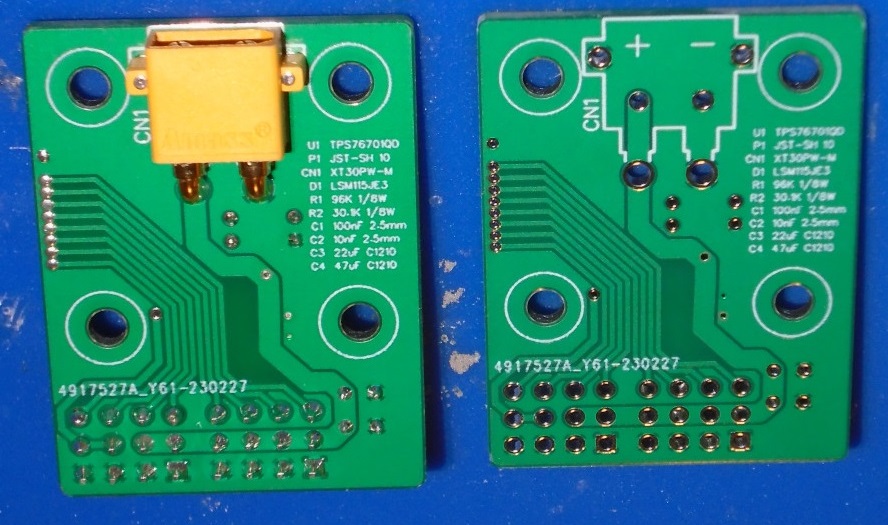 CN1
U1 TPS76701QD
P1 JST-SH 10
CN1 XT30PW-M
D1 LSM115JE3
R1 96K 1/8W
R2 30.1K 1/8W
C1 100nF 2.5mm
C2 10nF 2.5mm
C3 22uF C1210
C4 47uF C1210
4917527A_Y61-230227
+ -
CN1
U1 TPS76701QD
P1 JST-SH 10
CN1 XT30PW-M
D1 LSM115JE3
R1 96K 1/8W
R2 30.1K 1/8W
C1 100nF 2.5mm
C2 10nF 2.5mm
C3 22uF C1210
C4 47uF C1210
4917527A_Y61-230227